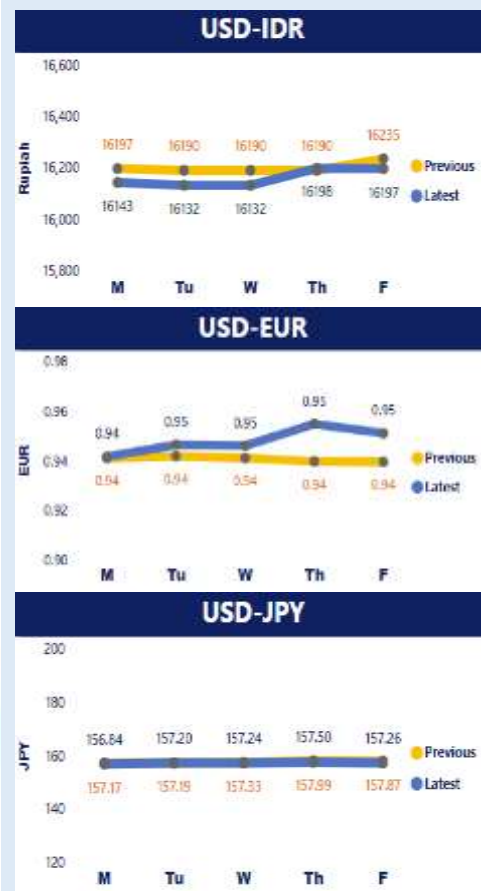 USD-IDR
16,600
16,400
16,200
16,000
15,800
Rupiah
16197 16190 16190 16190 16235
16143 16132 16132 16198 16197
Previous
Latest
M Tu W Th F
USD-EUR
0.98
0.96
0.94
0.92
0.90
EUR
0.94 0.95 0.95 0.95 0.95
0.94 0.94 0.94 0.94 0.94
Previous
Latest
M Tu W Th F
USD-JPY
200
180
160
140
120
JPY
156.84 157.20 157.24 157.50 157.26
157.17 157.19 157.33 157.99 157.87
Previous
Latest
M Tu W Th F